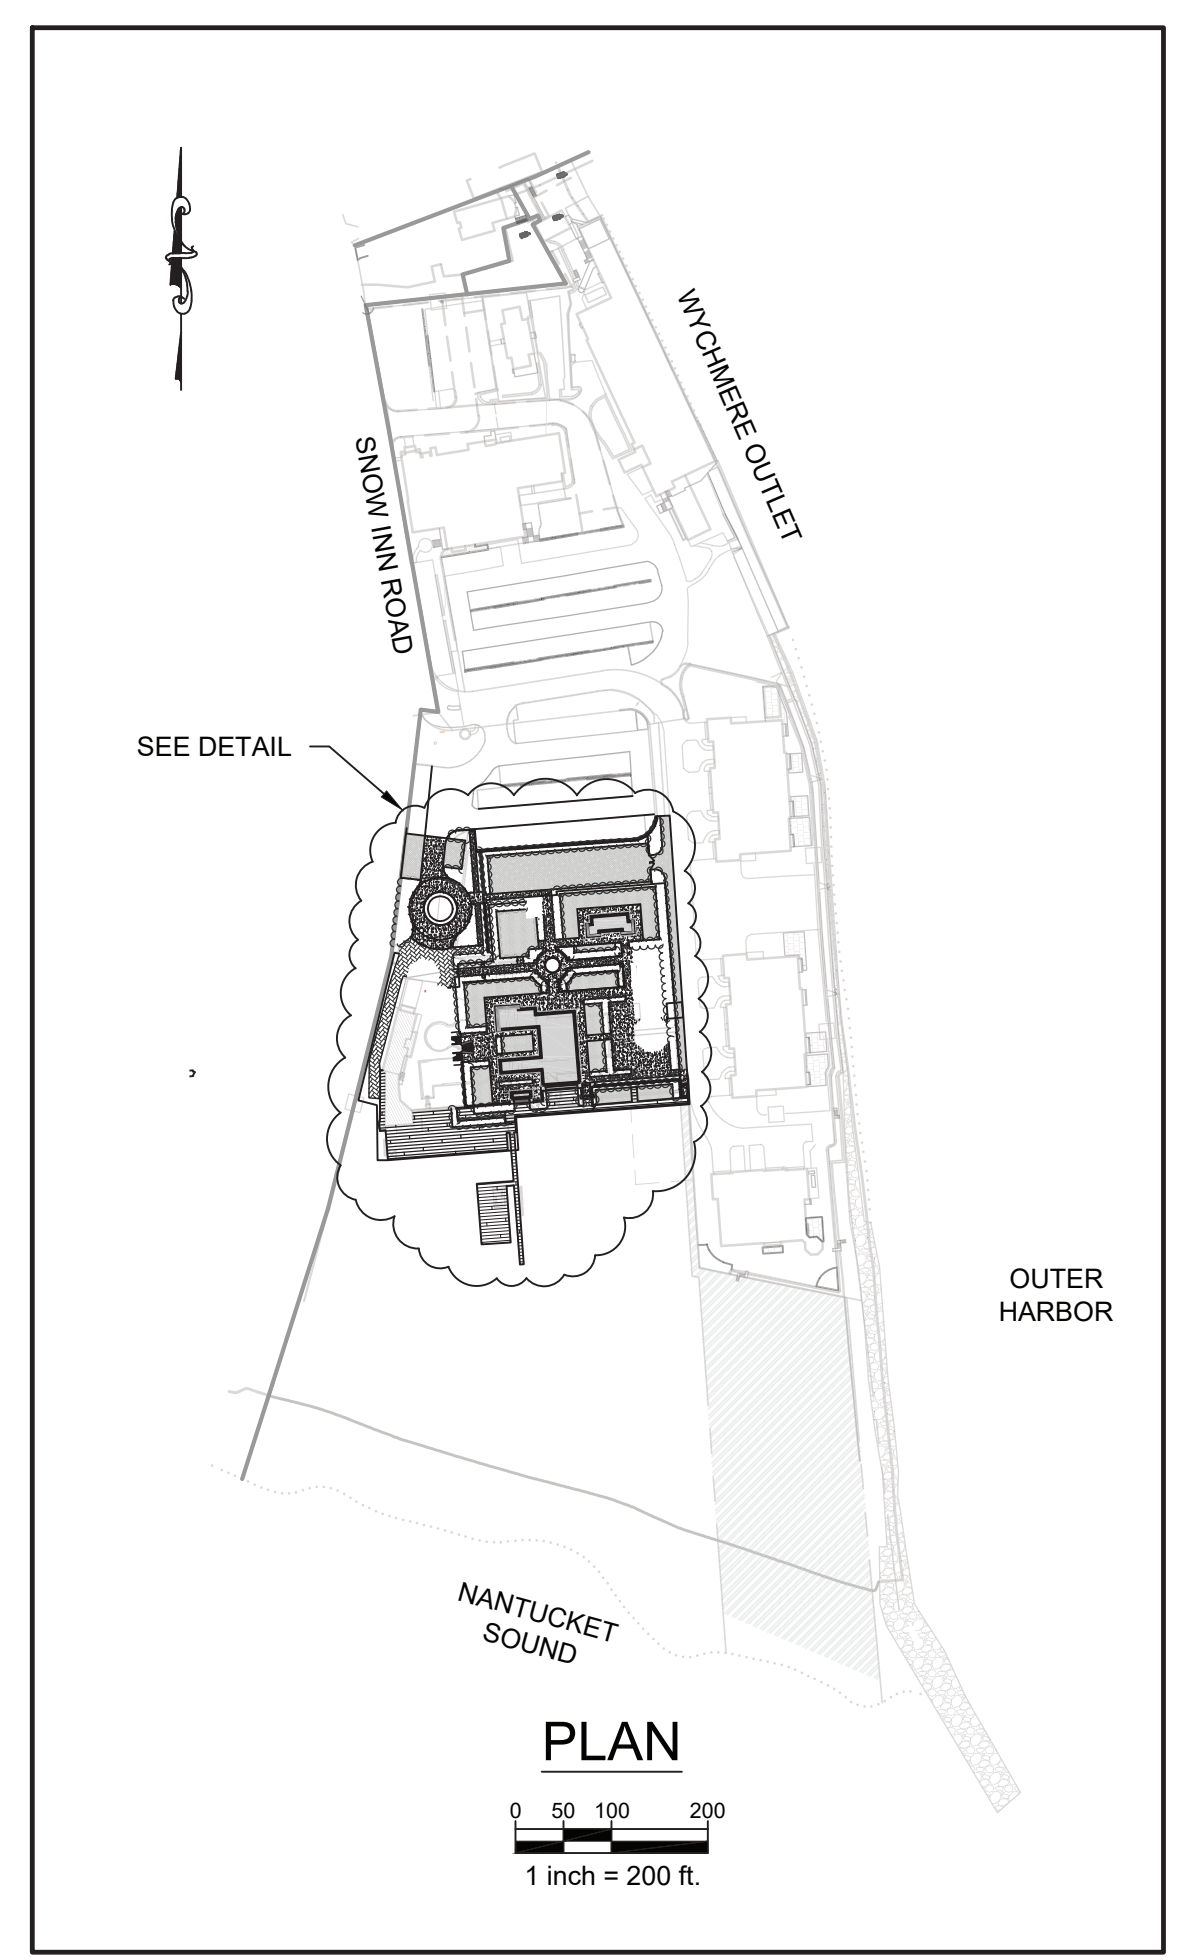 WYCHMERE OUTLET
SNOW INN ROAD
SEE DETAIL
OUTER
HARBOR
NANTUCKET
SOUND
PLAN
0 50 100 200
1 inch = 200 ft.